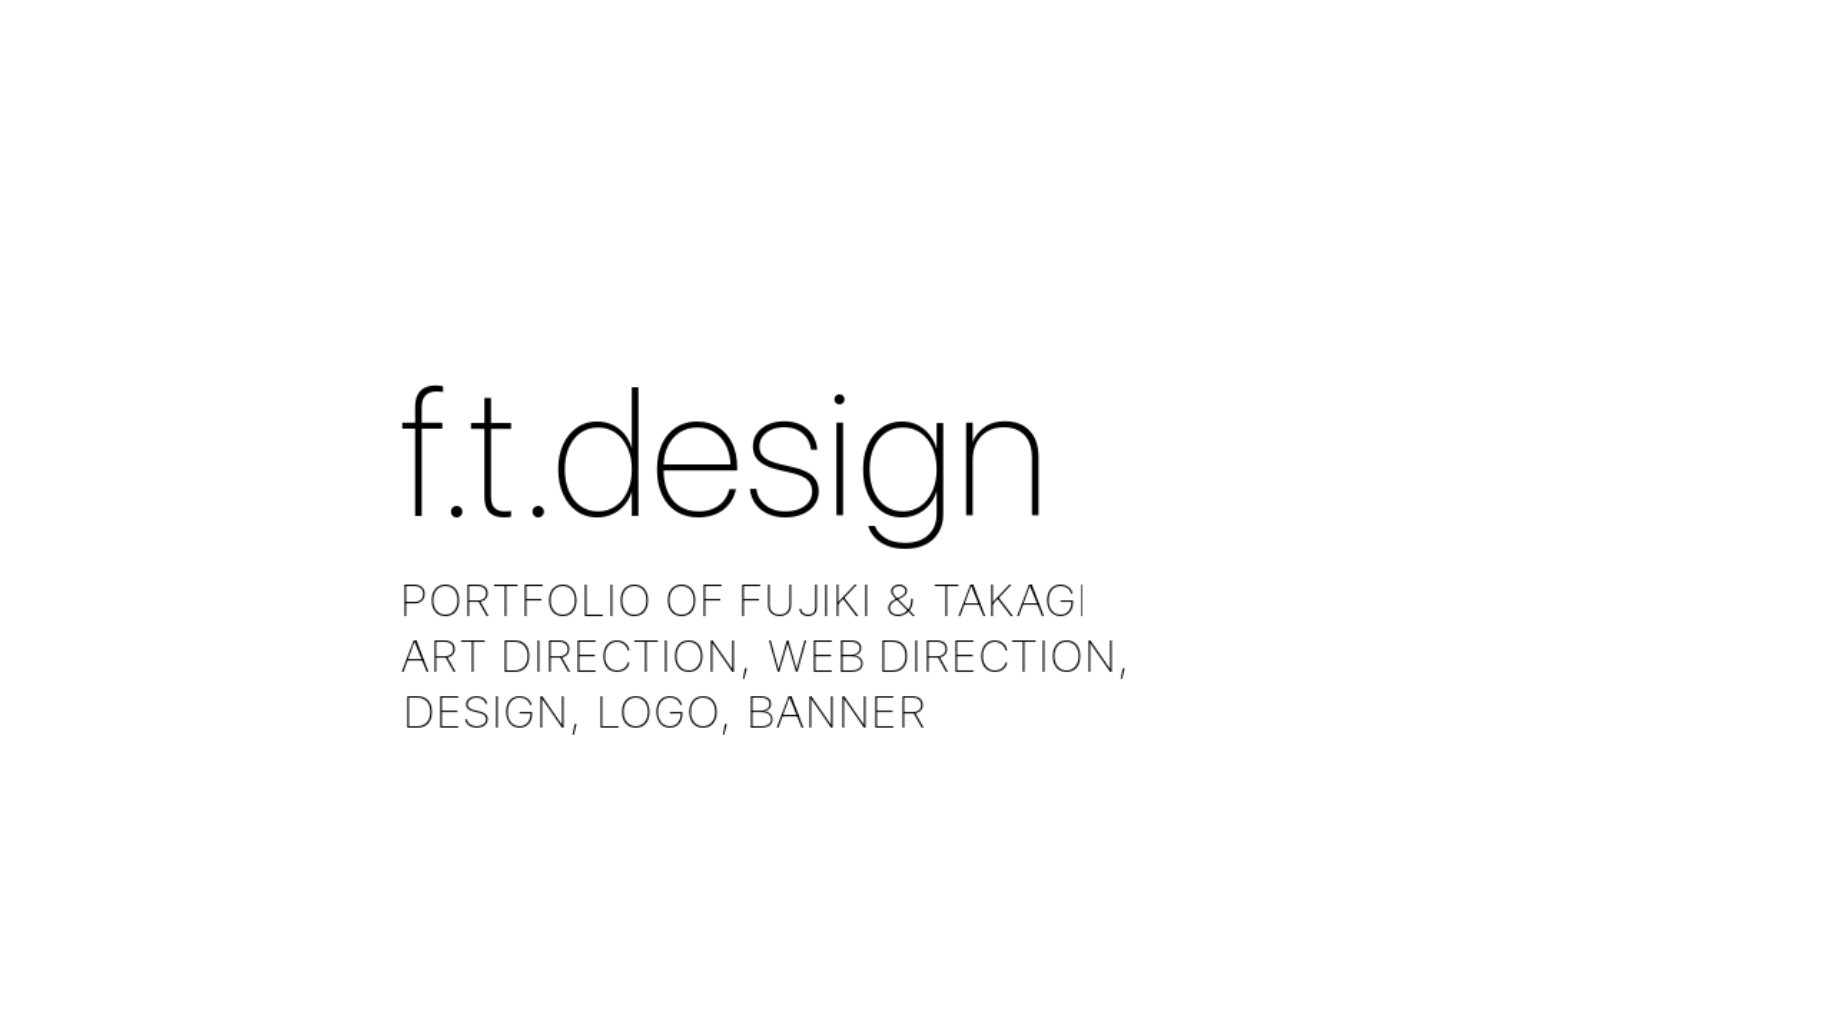 f.t.design
PORTFOLIO OF FUJIKI & TAKAGI
ART DIRECTION, WEB DIRECTION,
DESIGN, LOGO, BANNER